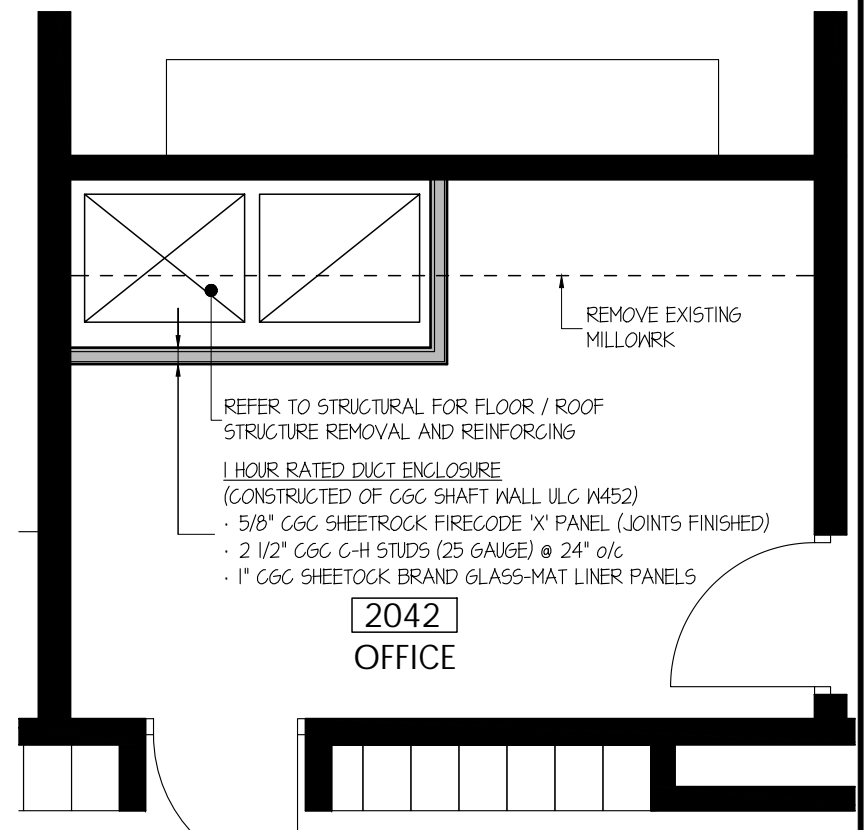 REMOVE EXISTING
MILLOWRK
REFER TO STRUCTURAL FOR FLOOR / ROOF
STRUCTURE REMOVAL AND REINFORCING
1 HOUR RATED DUCT ENCLOSURE
(CONSTRUCTED OF CGC SHAFT WALL ULC W452)
· 5/8" CGC SHEETROCK FIRECODE 'X' PANEL (JOINTS FINISHED)
· 2 1/2" CGC C-H STUDS (25 GAUGE) @ 24" o/c
· 1" CGC SHEETOCK BRAND GLASS-MAT LINER PANELS
2042
OFFICE